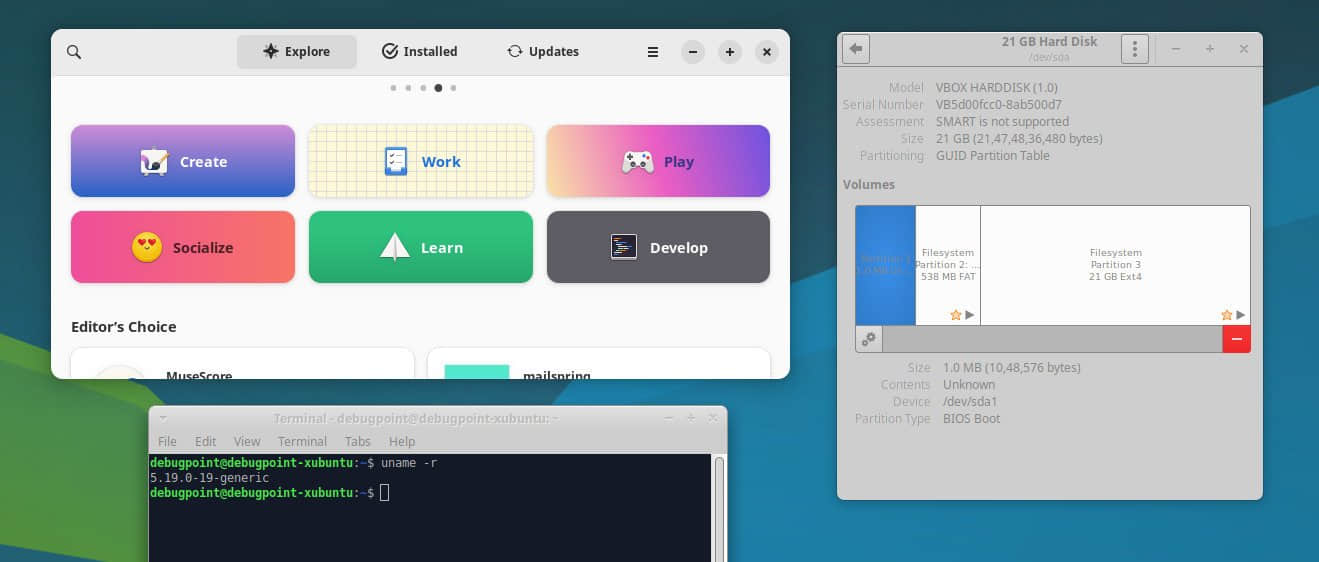 Explore
Installed
Updates
Create
Work
Play
Socialize
Learn
Develop
Editor's Choice
MuseScore
mailspring
Terminal - debugpoint@debugpoint-xubuntu: ~
File Edit View Terminal Tabs Help
debugpoint@debugpoint-xubuntu:~$ uname -r
5.19.0-19-generic
debugpoint@debugpoint-xubuntu:~$
21 GB Hard Disk
/dev/sda
Model VBOX HARDDISK (1.0)
Serial Number VB5d00fcc0-8ab500d7
Assessment SMART is not supported
Size 21 GB (21,47,48,36,480 bytes)
Partitioning GUID Partition Table
Volumes
Filesystem
Partition 2: ...
538 MB FAT
Filesystem
Partition 3
21 GB Ext4
Size 1.0 MB (10,48,576 bytes)
Contents Unknown
Device /dev/sda1
Partition Type BIOS Boot